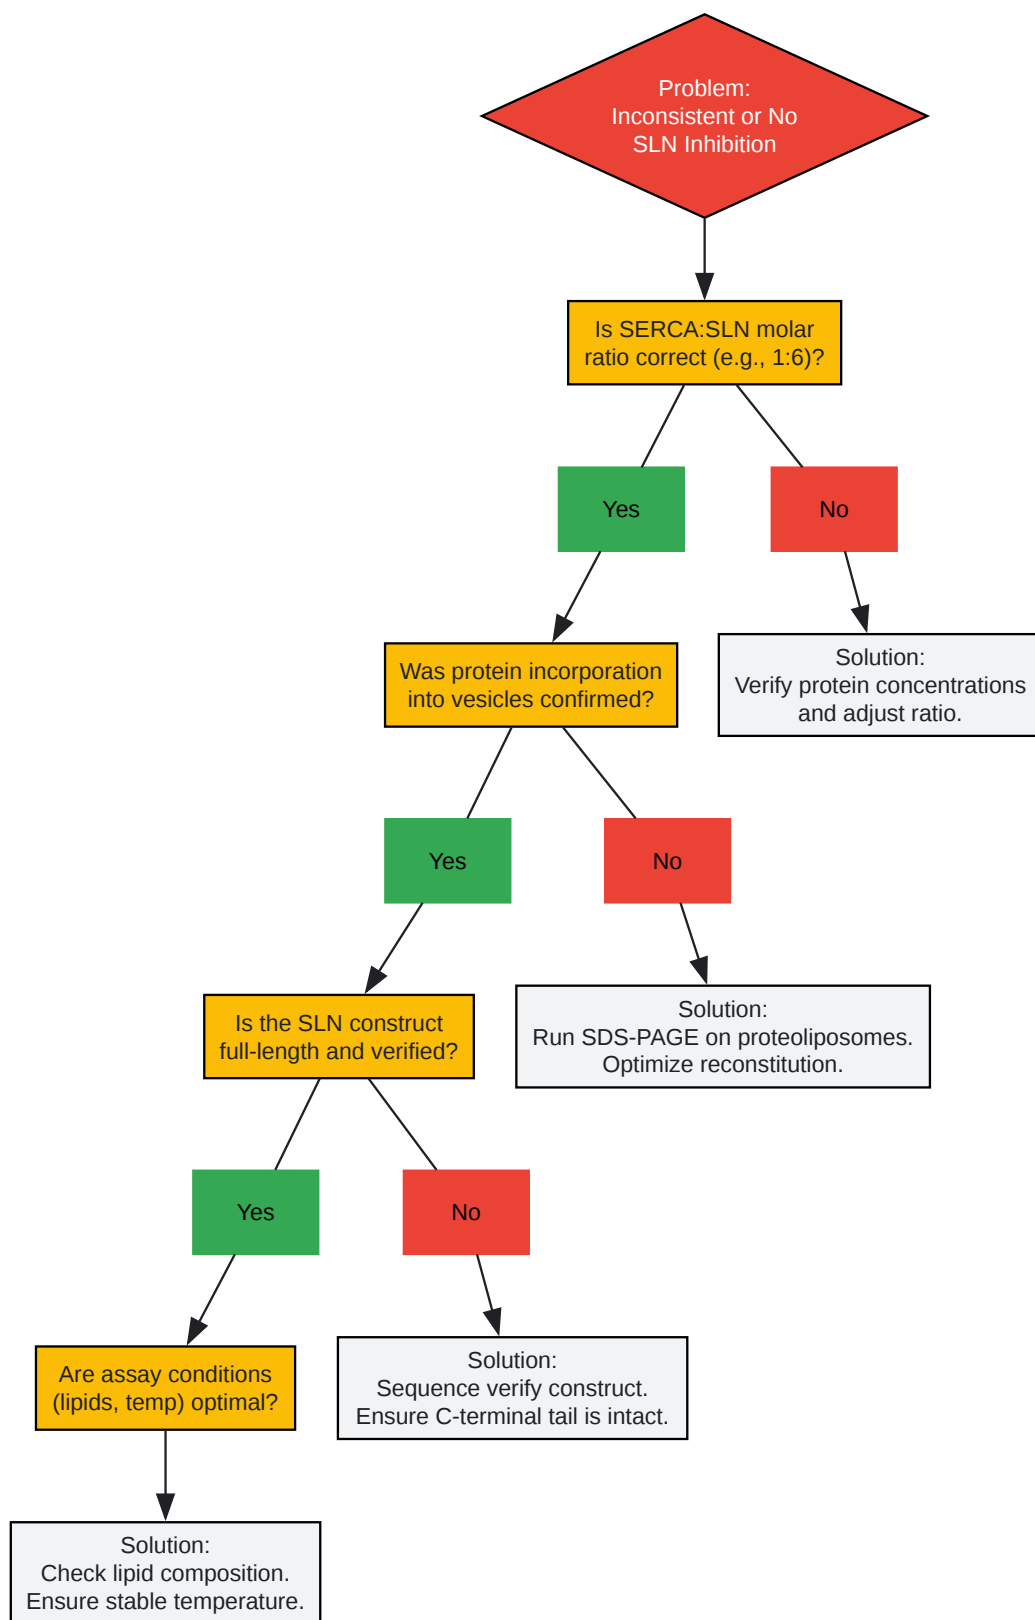 Problem:
Inconsistent or No
SLN Inhibition
Is SERCA:SLN molar
ratio correct (e.g., 1:6)?
Yes
No
Solution:
Verify protein concentrations
and adjust ratio.
Was protein incorporation
into vesicles confirmed?
Yes
No
Solution:
Run SDS-PAGE on proteoliposomes.
Optimize reconstitution.
Is the SLN construct
full-length and verified?
Yes
No
Solution:
Sequence verify construct.
Ensure C-terminal tail is intact.
Are assay conditions
(lipids, temp) optimal?
Solution:
Check lipid composition.
Ensure stable temperature.